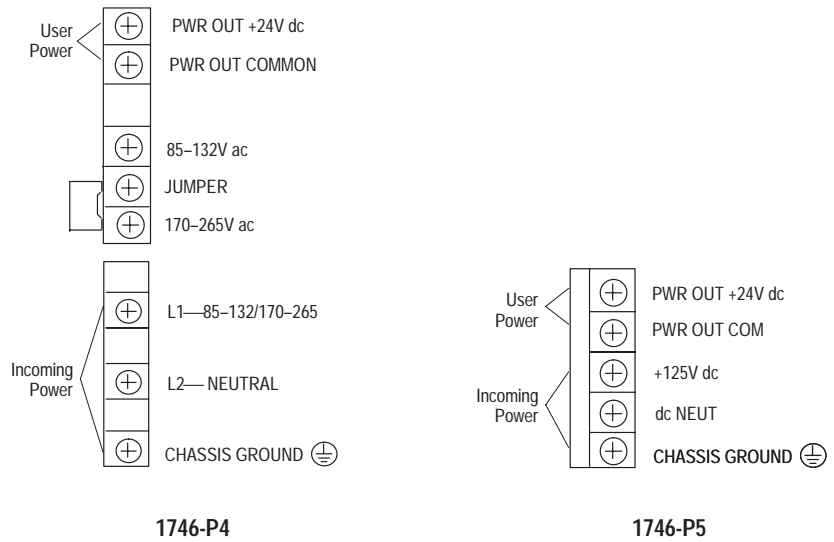 User
Power
PWR OUT +24V dc
PWR OUT COMMON
85–132V ac
JUMPER
170–265V ac
Incoming
Power
L1—85–132/170–265
L2— NEUTRAL
CHASSIS GROUND
1746-P4
User
Power
PWR OUT +24V dc
PWR OUT COM
Incoming
Power
+125V dc
dc NEUT
CHASSIS GROUND
1746-P5